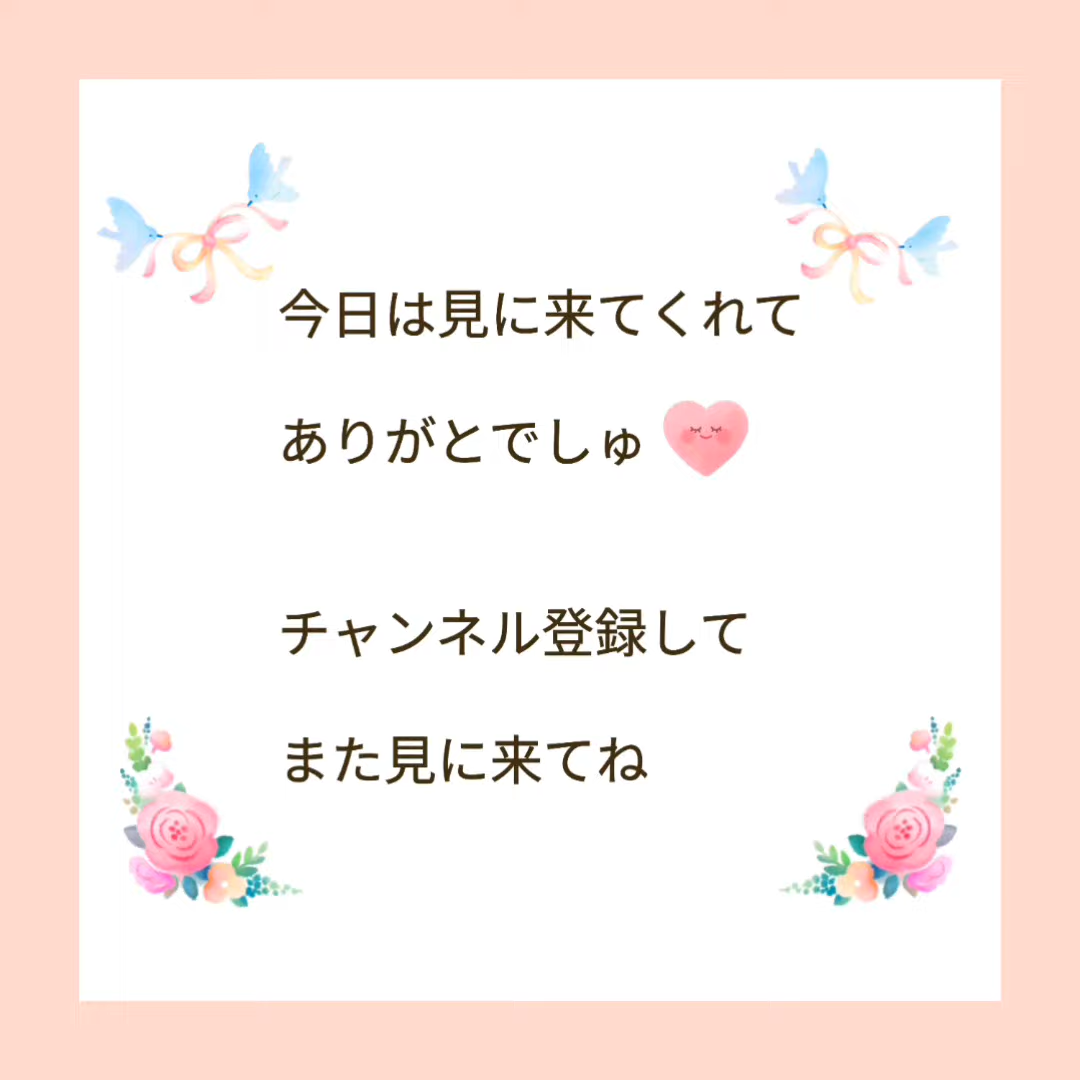 今日は見に来てくれて
ありがとでしゅ
チャンネル登録して
また見に来てね